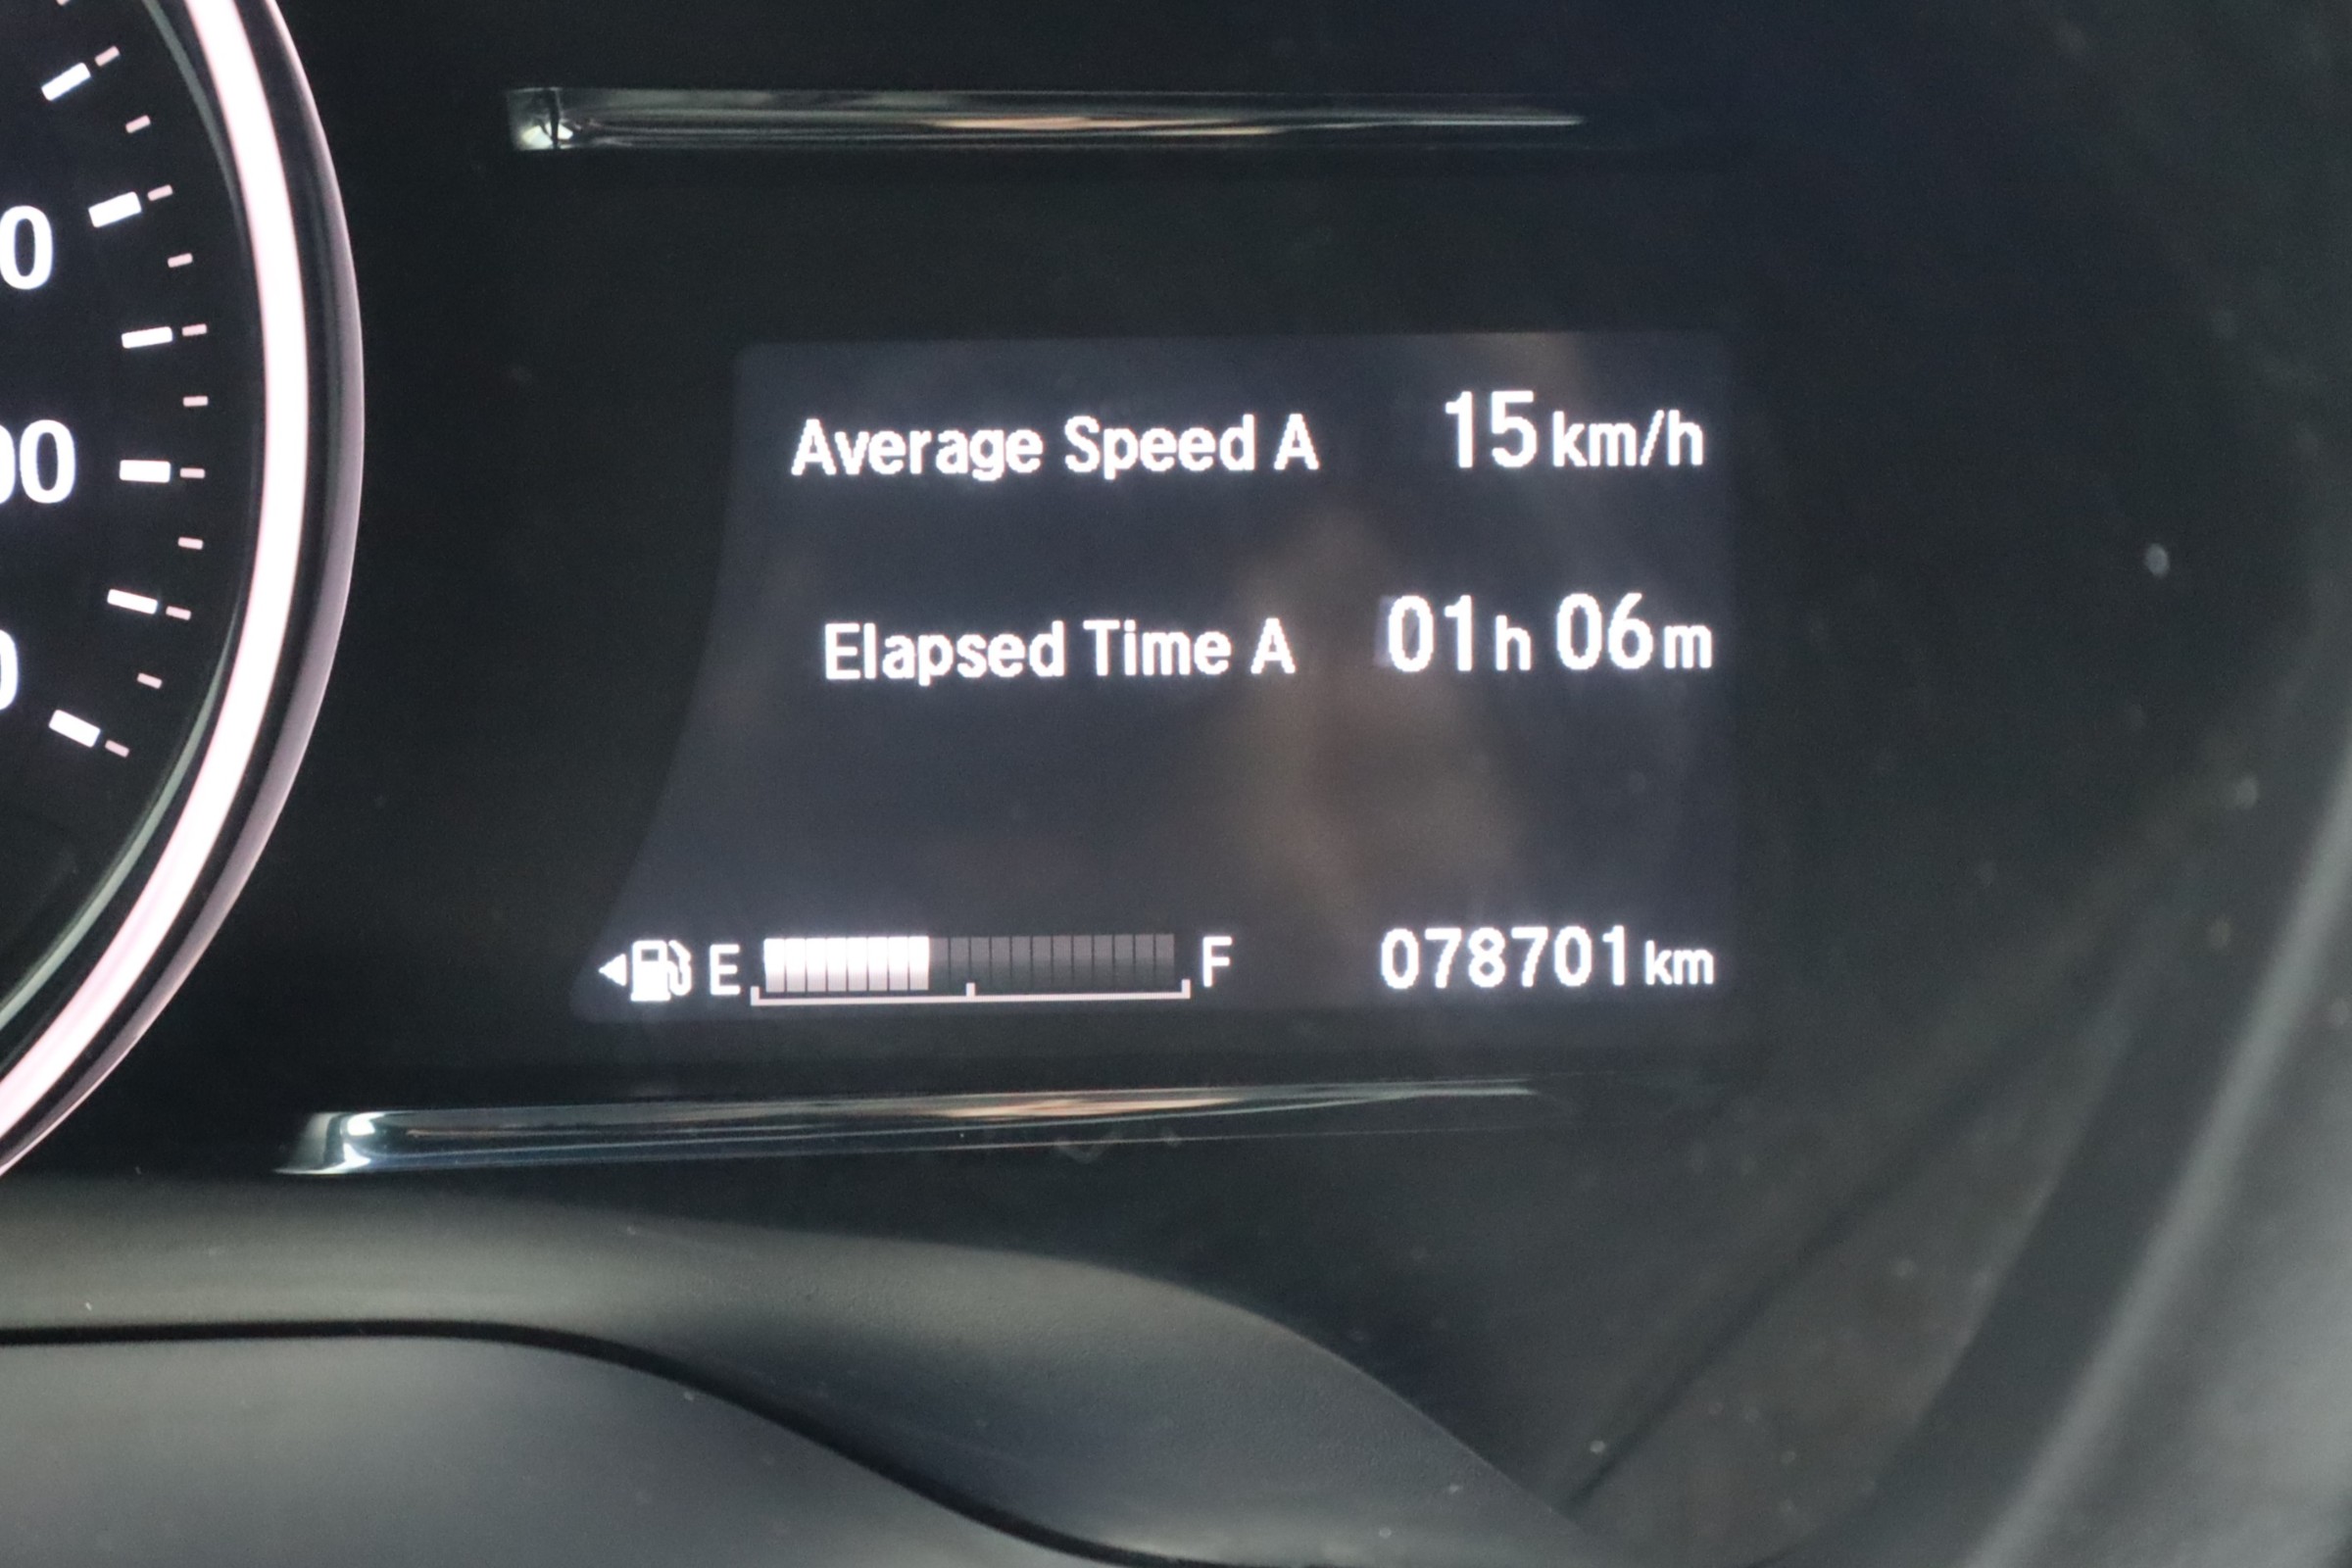 Average Speed A 15 km/h
Elapsed Time A 01 h 06 m
E F 078701 km